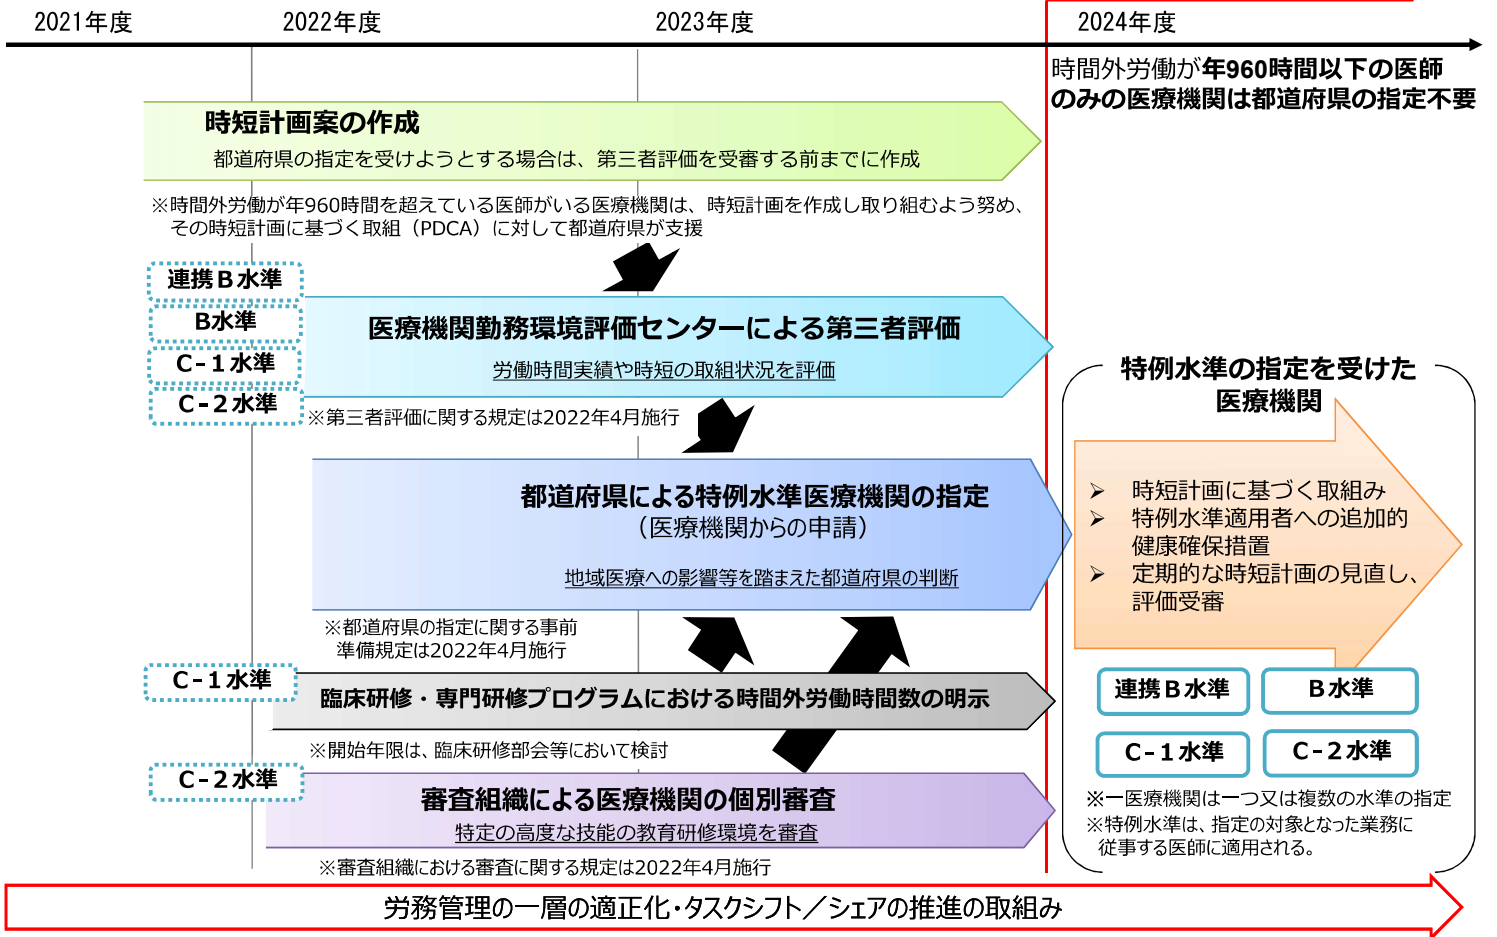 2021年度
2022年度
2023年度
2024年度
時間外労働が年960時間以下の医師
のみの医療機関は都道府県の指定不要
時短計画案の作成
都道府県の指定を受けようとする場合は、第三者評価を受審する前までに作成
※時間外労働が年960時間を超えている医師がいる医療機関は、時短計画を作成し取り組むよう努め、
その時短計画に基づく取組（PDCA）に対して都道府県が支援
連携B水準
B水準
C-1水準
C-2水準
医療機関勤務環境評価センターによる第三者評価
労働時間実績や時短の取組状況を評価
※第三者評価に関する規定は2022年4月施行
都道府県による特例水準医療機関の指定
（医療機関からの申請）
地域医療への影響等を踏まえた都道府県の判断
※都道府県の指定に関する事前
準備規定は2022年4月施行
C-1水準
臨床研修・専門研修プログラムにおける時間外労働時間数の明示
※開始年限は、臨床研修部会等において検討
C-2水準
審査組織による医療機関の個別審査
特定の高度な技能の教育研修環境を審査
※審査組織における審査に関する規定は2022年4月施行
特例水準の指定を受けた
医療機関
➢ 時短計画に基づく取組み
➢ 特例水準適用者への追加的
健康確保措置
➢ 定期的な時短計画の見直し、
評価受審
連携B水準
B水準
C-1水準
C-2水準
※一医療機関は一つ又は複数の水準の指定
※特例水準は、指定の対象となった業務に
従事する医師に適用される。
労務管理の一層の適正化・タスクシフト／シェアの推進の取組み